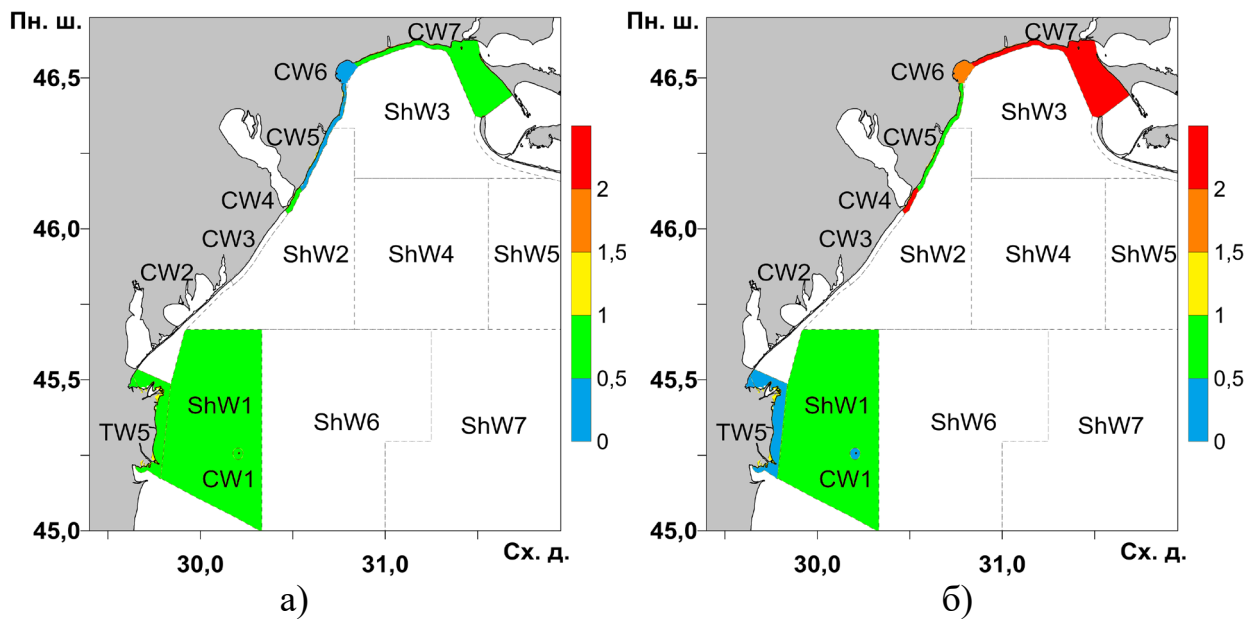 Пн. ш.
CW7
46,5
CW6
ShW3
CW5
2
CW4
46,0
CW3
ShW2
ShW4
ShW5
1,5
CW2
1
0,5
45,5
ShW1
ShW6
ShW7
TW5
0
CW1
45,0
30,0
31,0
Сх. д.
а)
Пн. ш.
CW7
46,5
CW6
ShW3
CW5
2
CW4
46,0
CW3
ShW2
ShW4
ShW5
1,5
CW2
1
0,5
45,5
ShW1
ShW6
ShW7
TW5
0
CW1
45,0
30,0
31,0
Сх. д.
б)